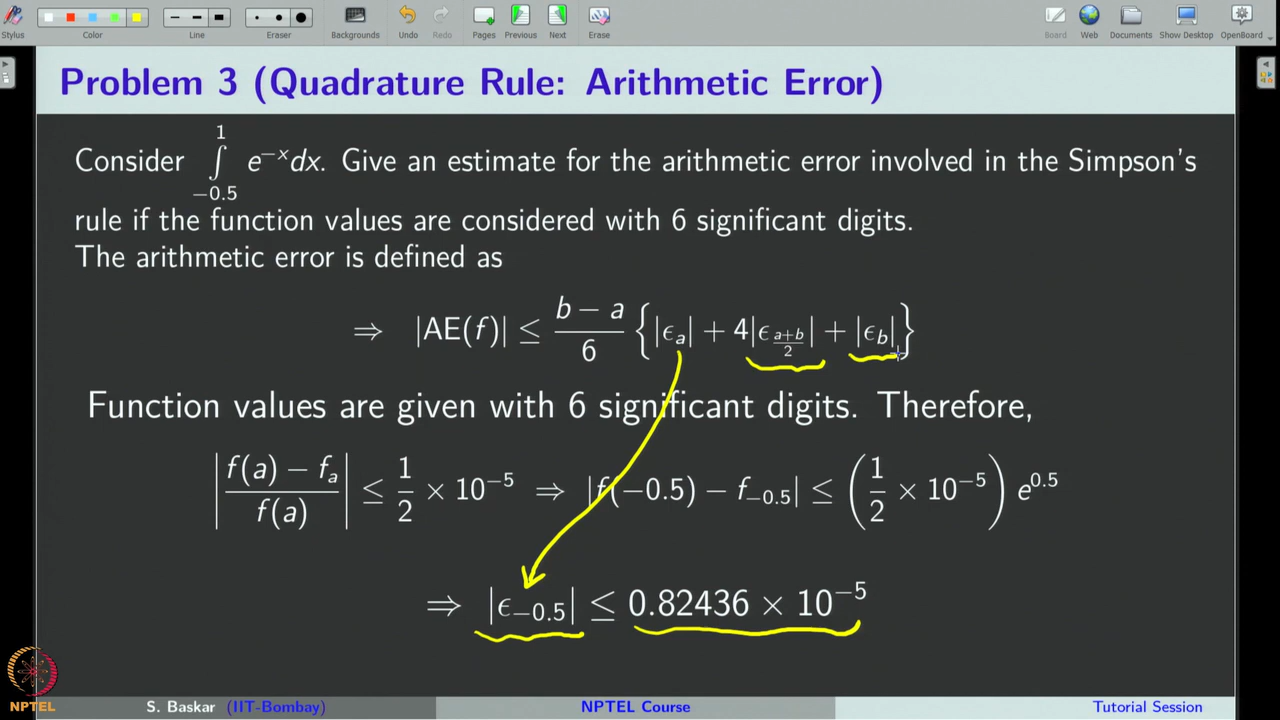 Stylus Color Line Eraser Backgrounds Undo Redo Pages Previous Next Erase Board Web Documents Show Desktop OpenBoard
Problem 3 (Quadrature Rule: Arithmetic Error)
Consider ∫_{−0.5}^{1} e^{−x}dx. Give an estimate for the arithmetic error involved in the Simpson's
rule if the function values are considered with 6 significant digits.
The arithmetic error is defined as
⇒ |AE(f)| ≤ \frac{b − a}{6} {|ϵ_a| + 4|ϵ_{\frac{a+b}{2}}| + |ϵ_b|}
Function values are given with 6 significant digits. Therefore,
|\frac{f(a) − f_a}{f(a)}| ≤ \frac{1}{2} × 10^{−5} ⇒ |f(−0.5) − f_{−0.5}| ≤ (\frac{1}{2} × 10^{−5}) e^{0.5}
⇒ |ϵ_{−0.5}| ≤ 0.82436 × 10^{−5}
NPTEL
S. Baskar (IIT-Bombay) NPTEL Course Tutorial Session